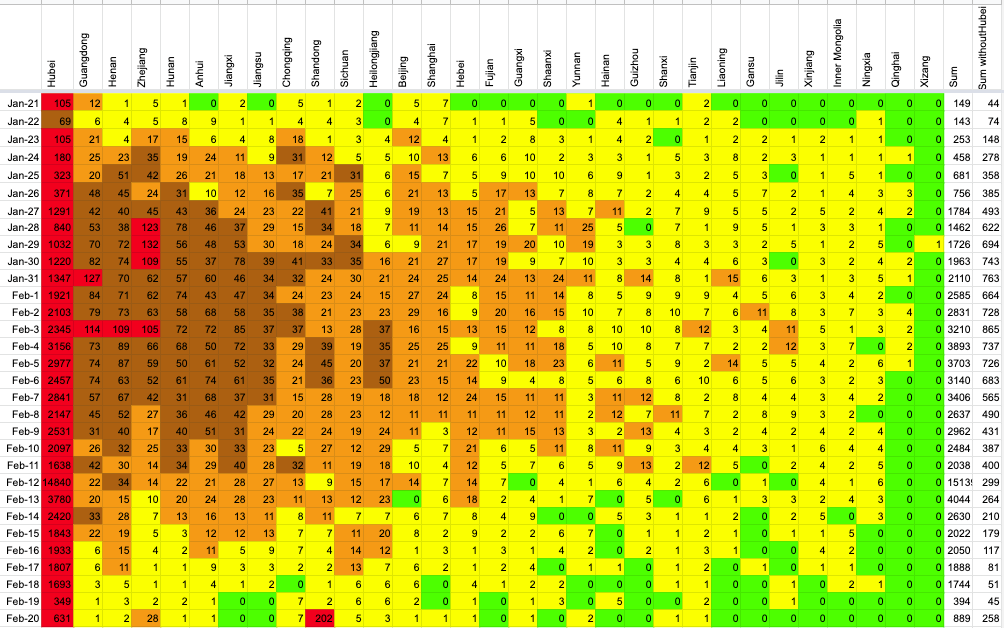 Hubei Guangdong Henan Zhejiang Hunan Anhui Jiangxi Jiangsu Chongqing Shandong Sichuan Heilongjiang Beijing Shanghai Hebei Fujian Guangxi Shaanxi Yunnan Hainan Guizhou Shanxi Tianjin Liaoning Gansu Jilin Xinjiang Inner Mongolia Ningxia Qinghai Xizang Sum Sum withoutHubei
Jan-21 105 12 1 5 1 0 2 0 5 1 2 0 5 7 0 0 0 0 1 0 0 0 2 0 0 0 0 0 0 0 0 149 44
Jan-22 69 6 4 5 8 9 1 1 4 4 3 0 4 7 1 1 5 0 0 4 1 1 2 2 0 0 0 0 1 0 0 143 74
Jan-23 105 21 4 17 15 6 4 8 18 1 3 4 12 4 1 2 8 3 1 4 2 0 1 1 2 1 2 1 1 0 0 253 148
Jan-24 180 25 23 35 19 24 11 9 31 12 5 5 10 13 6 6 10 2 3 3 1 5 3 8 2 3 1 1 1 1 0 458 278
Jan-25 323 20 51 42 26 21 18 13 17 21 31 6 15 7 5 9 10 10 6 9 1 3 2 5 3 0 1 5 1 0 0 681 358
Jan-26 371 48 45 24 31 10 12 16 35 7 25 6 21 13 5 17 13 7 8 7 2 4 4 5 7 2 1 4 3 3 0 756 385
Jan-27 1291 42 40 45 43 36 24 23 22 41 21 9 19 13 15 21 5 13 7 11 2 7 9 5 5 2 5 2 4 2 0 1784 493
Jan-28 840 53 38 123 78 46 37 29 15 34 18 7 11 14 15 26 7 11 25 5 0 7 1 5 5 1 3 3 5 0 0 1462 622
Jan-29 1032 70 72 132 56 48 53 30 18 24 34 6 9 21 17 19 20 10 19 3 3 8 3 2 3 5 1 2 5 0 1 1726 694
Jan-30 1220 82 74 109 55 37 78 39 41 33 35 16 21 27 17 19 9 7 10 3 3 4 4 6 3 0 3 2 4 2 0 1963 743
Jan-31 1347 127 70 62 57 60 46 34 32 24 30 21 24 25 14 24 13 24 11 8 14 8 1 15 6 3 1 3 5 1 0 2110 763
Feb-1 1921 84 71 62 74 43 47 34 24 23 24 15 27 24 8 15 11 14 8 5 9 9 9 4 5 6 3 4 2 0 0 2585 664
Feb-2 2103 79 73 63 58 68 58 35 38 21 23 23 29 16 9 20 16 15 10 7 8 10 7 6 11 8 3 7 3 2 0 2831 728
Feb-3 2345 114 109 105 72 72 85 37 37 13 28 37 16 15 13 15 12 8 8 10 10 8 12 4 3 11 5 1 3 2 0 3210 865
Feb-4 3156 73 89 66 68 50 72 33 29 39 19 35 25 25 9 11 11 18 5 10 8 7 7 2 2 12 3 7 0 2 0 3893 737
Feb-5 2977 74 87 59 50 61 52 32 24 45 20 37 21 21 22 10 18 23 6 11 5 9 2 14 5 5 4 2 6 1 0 3703 726
Feb-6 2457 74 63 52 61 74 61 35 21 36 23 50 23 15 14 9 4 8 5 6 8 6 10 6 5 6 3 2 3 0 0 3140 683
Feb-7 2841 57 67 42 31 68 37 31 15 28 19 18 18 12 24 15 16 11 3 11 12 8 2 8 4 4 3 4 2 0 0 3406 565
Feb-8 2147 45 52 27 36 46 42 29 20 28 23 12 11 11 11 12 11 11 2 12 7 11 7 2 8 9 3 2 0 0 0 2637 490
Feb-9 2531 31 40 17 40 51 31 24 22 24 19 24 11 3 12 11 15 13 3 2 13 4 3 2 4 2 4 2 4 0 0 2962 431
Feb-10 2097 26 32 25 33 30 33 23 5 27 12 29 5 7 21 6 5 11 8 11 9 3 4 4 3 1 6 4 4 0 0 2484 387
Feb-11 1638 42 30 14 34 29 40 28 32 11 19 18 10 4 12 5 7 6 5 9 13 2 12 5 0 2 4 2 5 0 0 2038 400
Feb-12 14840 22 34 14 22 21 28 27 13 9 15 17 14 7 14 7 0 4 1 6 4 2 6 0 1 0 4 2 6 0 0 1513 299
Feb-13 3780 20 15 10 20 24 28 23 11 13 12 23 0 6 18 2 4 1 7 0 5 0 1 1 3 2 2 4 3 0 0 4044 264
Feb-14 2420 33 28 7 13 16 13 11 8 11 7 7 6 7 8 4 9 0 0 5 3 1 1 2 0 2 5 0 3 0 0 2630 210
Feb-15 1843 22 19 5 3 12 12 13 7 7 11 20 8 2 9 2 2 4 1 0 3 1 2 2 0 1 1 5 0 0 0 2022 179
Feb-16 1933 6 15 4 2 11 5 9 7 4 14 12 1 3 1 3 1 4 2 0 2 1 3 0 0 0 4 2 0 0 0 2050 117
Feb-17 1807 6 11 1 1 9 3 3 2 2 13 7 6 2 1 2 4 0 1 1 0 1 2 0 1 0 1 1 0 0 0 1888 81
Feb-18 1693 3 5 1 1 4 2 1 0 1 6 6 6 0 4 1 2 2 0 0 0 1 1 0 0 1 0 2 1 0 0 1744 51
Feb-19 349 1 3 2 2 1 0 0 7 2 6 6 2 0 1 0 1 3 0 5 0 0 2 0 0 1 0 0 0 0 0 394 45
Feb-20 631 1 2 28 1 1 0 0 7 202 5 3 3 1 1 0 1 0 2 0 0 1 1 0 0 0 0 0 0 0 0 889 258